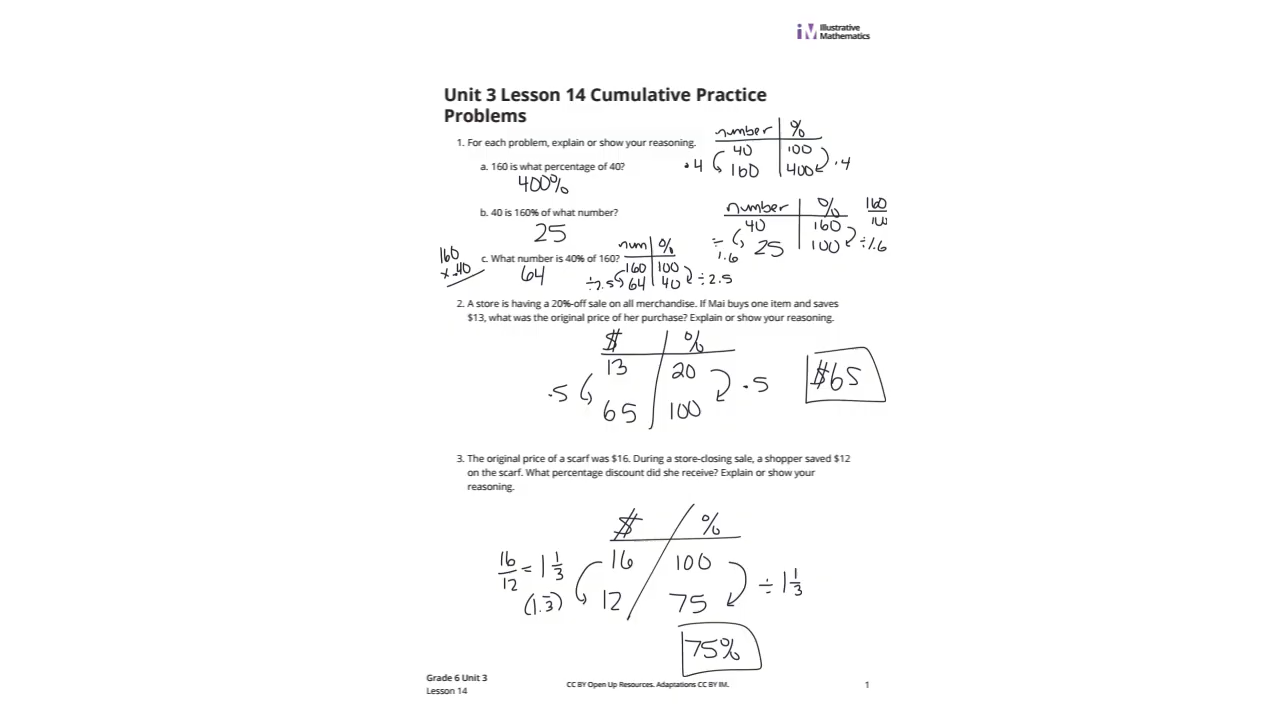 Illustrative
Mathematics
Unit 3 Lesson 14 Cumulative Practice
Problems
1. For each problem, explain or show your reasoning.
number %
40 100
160 400
·4 ·4
a. 160 is what percentage of 40?
400%
b. 40 is 160% of what number?
25
number %
40 160
25 100
÷1.6 ÷1.6
160
100
160
x .40
c. What number is 40% of 160?
64
num %
160 100
64 40
÷2.5 ÷2.5
2. A store is having a 20%-off sale on all merchandise. If Mai buys one item and saves
$13, what was the original price of her purchase? Explain or show your reasoning.
$ %
13 20
·5 ·5
65 100
$65
3. The original price of a scarf was $16. During a store-closing sale, a shopper saved $12
on the scarf. What percentage discount did she receive? Explain or show your
reasoning.
$ %
16/12 = 1 1/3
(1.3̅)
16 100
12 75
÷ 1 1/3
75%
Grade 6 Unit 3
Lesson 14
CC BY Open Up Resources. Adaptations CC BY IM.
1